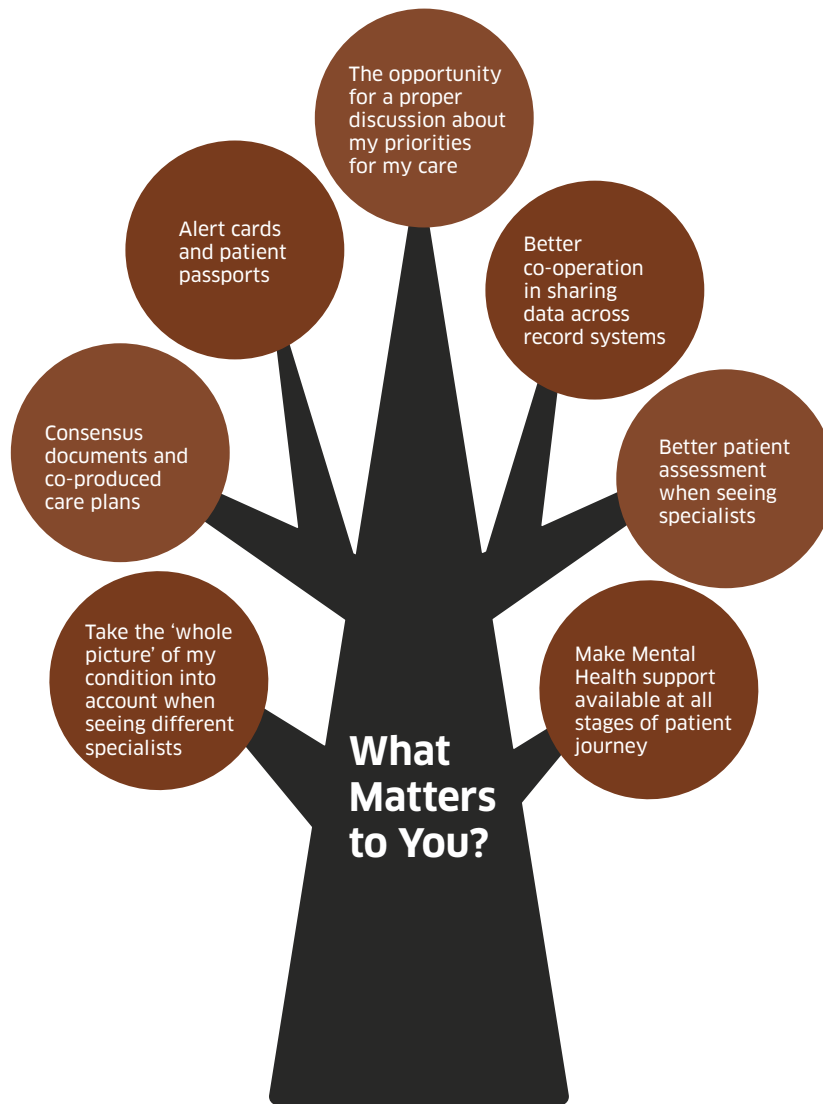 The opportunity
for a proper
discussion about
my priorities
for my care
Alert cards
and patient
passports
Better
co-operation
in sharing
data across
record systems
Consensus
documents and
co-produced
care plans
Better patient
assessment
when seeing
specialists
Take the ‘whole
picture’ of my
condition into
account when
seeing different
specialists
Make Mental
Health support
available at all
stages of patient
journey
What
Matters
to You?